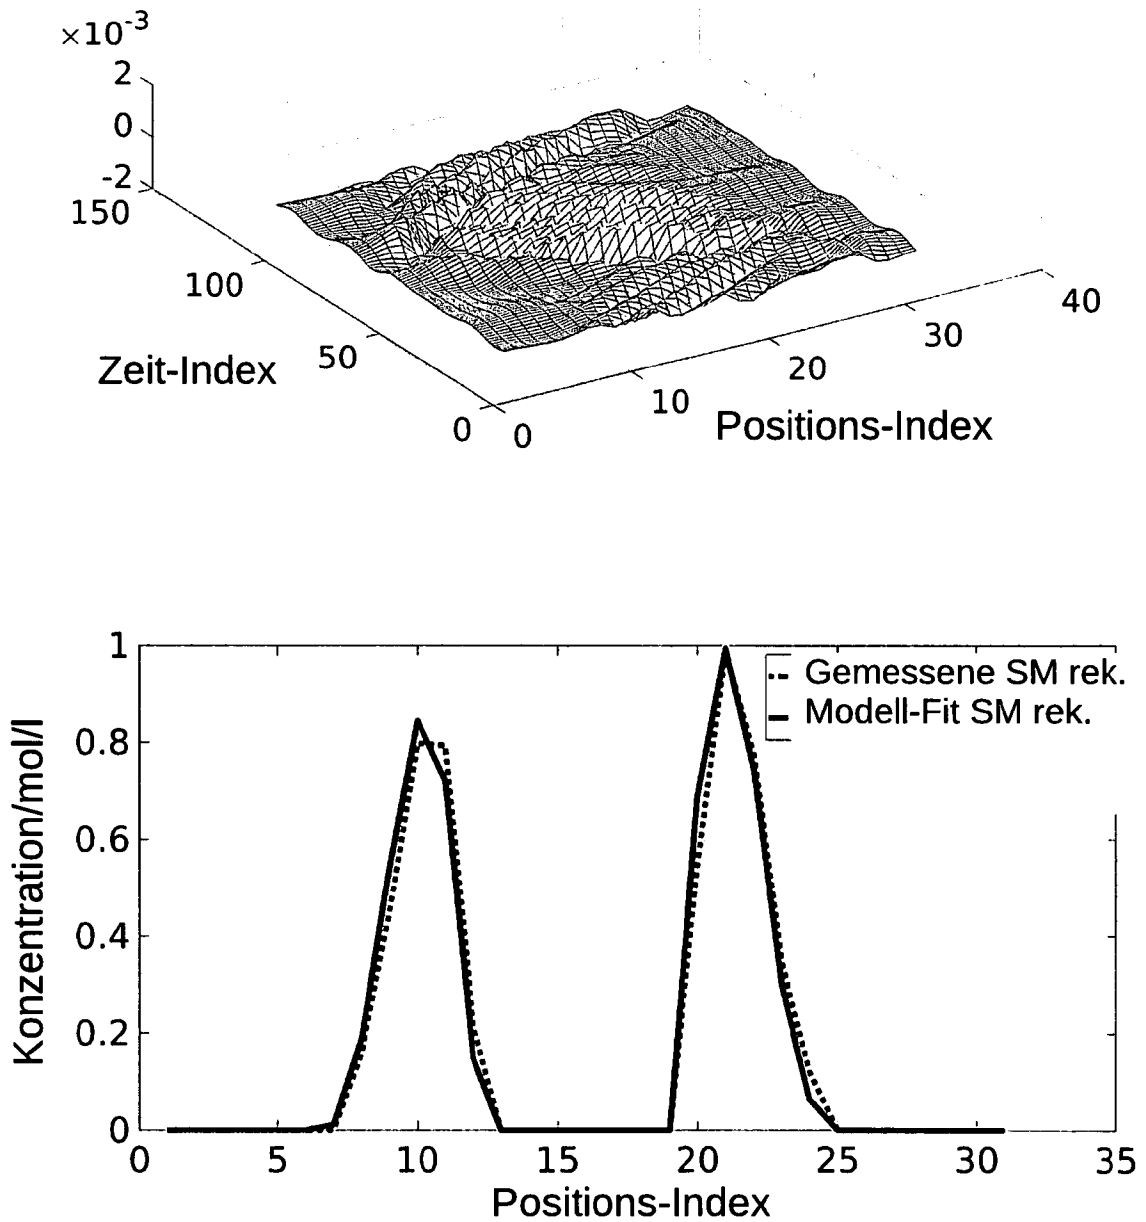 ×10⁻³
2
0
-2
150
100
50
0
Zeit-Index
0
10
20
30
40
Positions-Index
1
0.8
0.6
0.4
0.2
0
Konzentration/mol/l
Gemessene SM rek.
Modell-Fit SM rek.
0 5 10 15 20 25 30 35
Positions-Index